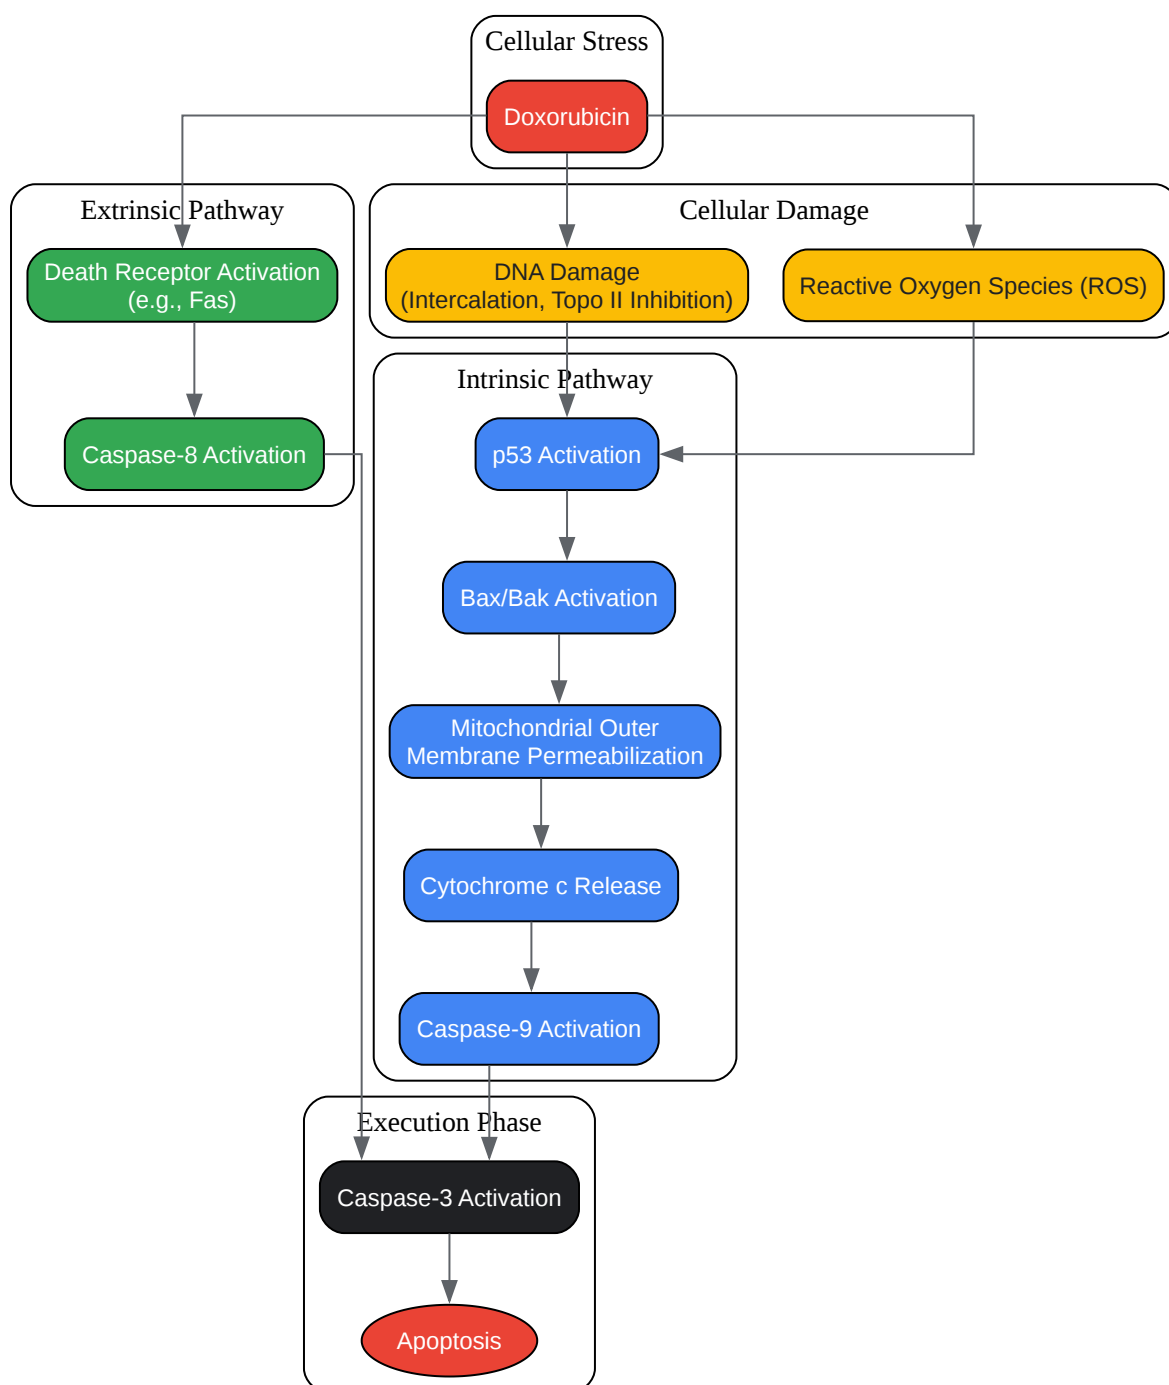 Cellular Stress
Doxorubicin
Extrinsic Pathway
Cellular Damage
Death Receptor Activation
(e.g., Fas)
DNA Damage
(Intercalation, Topo II Inhibition)
Reactive Oxygen Species (ROS)
Intrinsic Pathway
Caspase-8 Activation
p53 Activation
Bax/Bak Activation
Mitochondrial Outer
Membrane Permeabilization
Cytochrome c Release
Caspase-9 Activation
Execution Phase
Caspase-3 Activation
Apoptosis